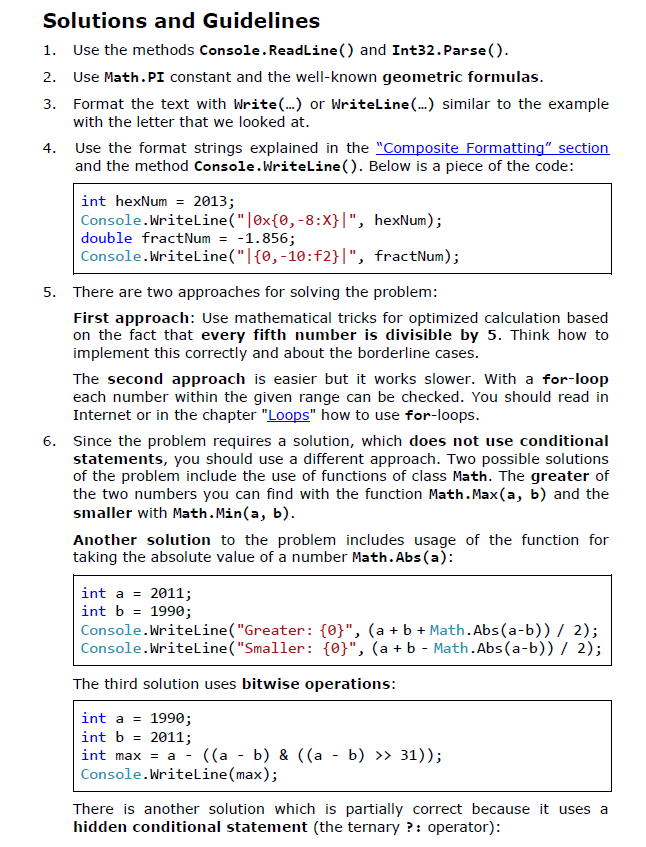 Solutions and Guidelines
1. Use the methods Console.ReadLine() and Int32.Parse().
2. Use Math.PI constant and the well-known geometric formulas.
3. Format the text with Write(…) or WriteLine(…) similar to the example
with the letter that we looked at.
4. Use the format strings explained in the "Composite Formatting" section
and the method Console.WriteLine(). Below is a piece of the code:
int hexNum = 2013;
Console.WriteLine("|0x{0,-8:X}|", hexNum);
double fractNum = -1.856;
Console.WriteLine("|{0,-10:f2}|", fractNum);
5. There are two approaches for solving the problem:
First approach: Use mathematical tricks for optimized calculation based
on the fact that every fifth number is divisible by 5. Think how to
implement this correctly and about the borderline cases.
The second approach is easier but it works slower. With a for-loop
each number within the given range can be checked. You should read in
Internet or in the chapter "Loops" how to use for-loops.
6. Since the problem requires a solution, which does not use conditional
statements, you should use a different approach. Two possible solutions
of the problem include the use of functions of class Math. The greater of
the two numbers you can find with the function Math.Max(a, b) and the
smaller with Math.Min(a, b).
Another solution to the problem includes usage of the function for
taking the absolute value of a number Math.Abs(a):
int a = 2011;
int b = 1990;
Console.WriteLine("Greater: {0}", (a + b + Math.Abs(a-b)) / 2);
Console.WriteLine("Smaller: {0}", (a + b - Math.Abs(a-b)) / 2);
The third solution uses bitwise operations:
int a = 1990;
int b = 2011;
int max = a - ((a - b) & ((a - b) >> 31));
Console.WriteLine(max);
There is another solution which is partially correct because it uses a
hidden conditional statement (the ternary ?: operator):